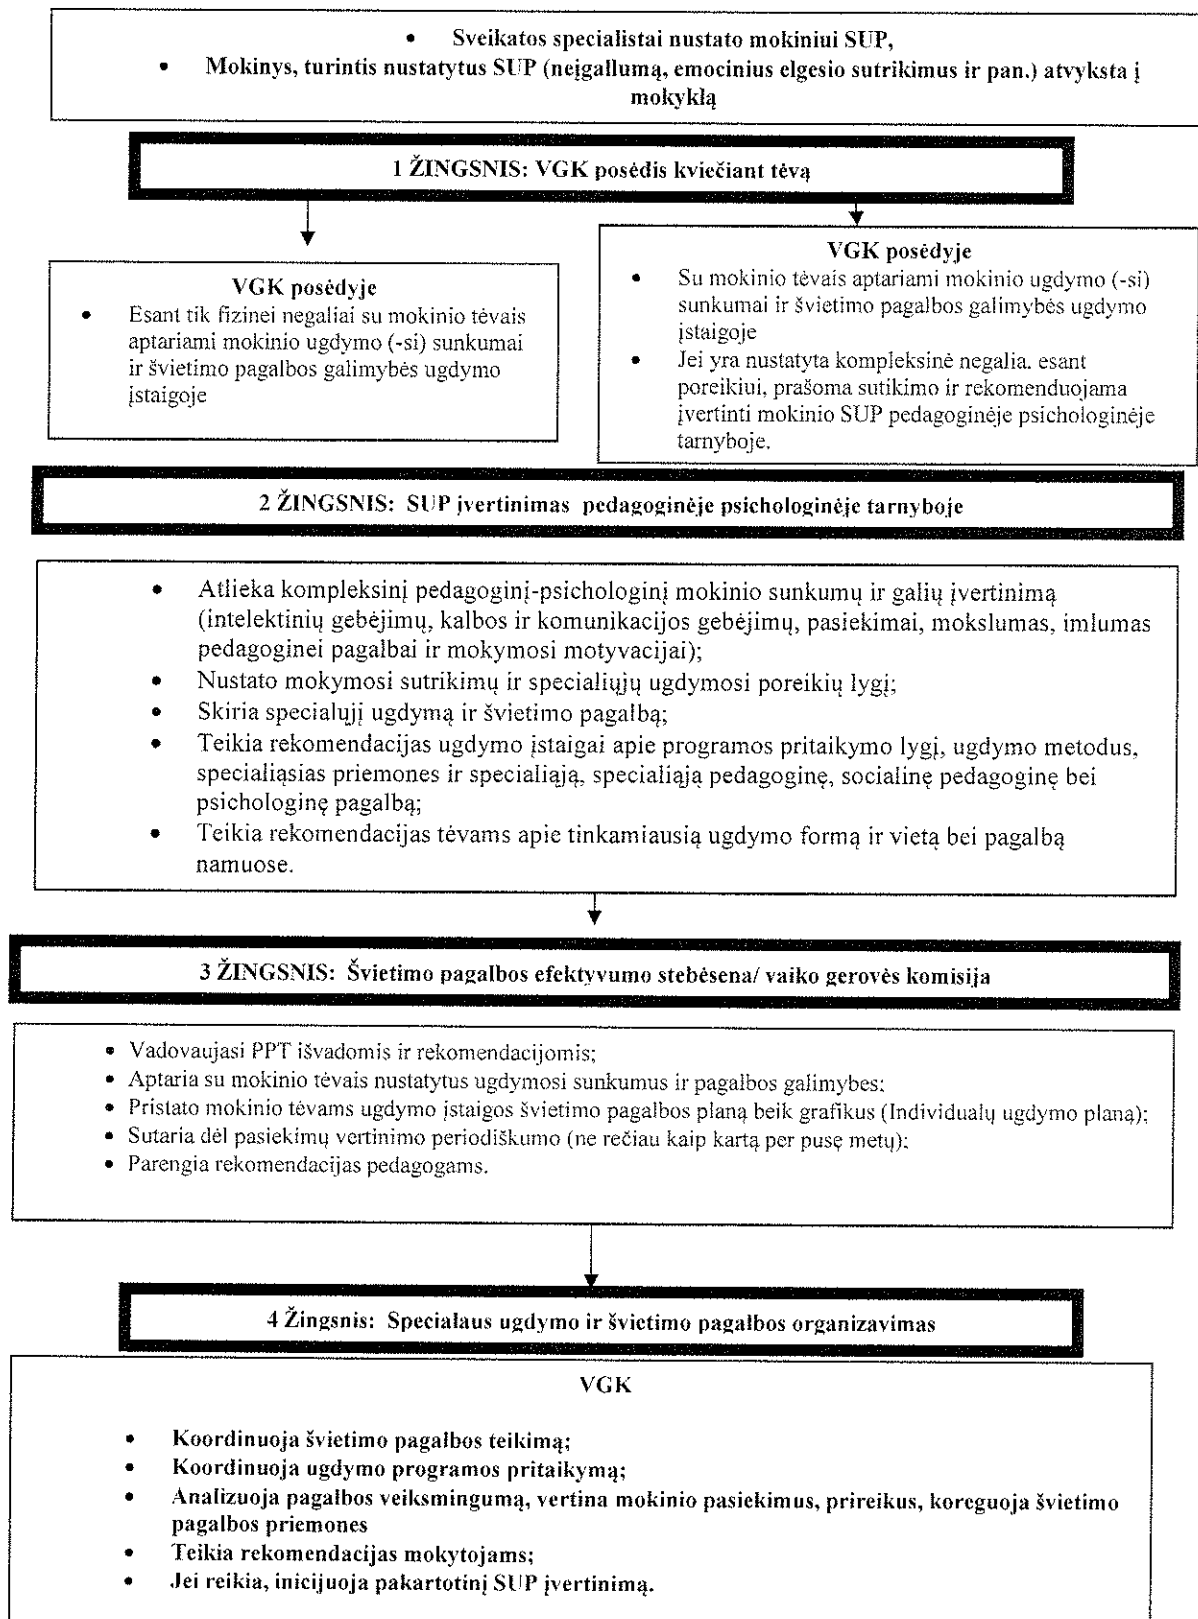 • Sveikatos specialistai nustato mokiniui SUP,
• Mokinys, turintis nustatytus SUP (neįgallumą, emocinius elgesio sutrikimus ir pan.) atvyksta į
mokyklą
1 ŽINGSNIS: VGK posėdis kviečiant tėvą
VGK posėdyje
• Esant tik fizinei negaliai su mokinio tėvais
aptariami mokinio ugdymo (-si) sunkumai
ir švietimo pagalbos galimybės ugdymo
įstaigoje
VGK posėdyje
• Su mokinio tėvais aptariami mokinio ugdymo (-si)
sunkumai ir švietimo pagalbos galimybės ugdymo
įstaigoje
• Jei yra nustatyta kompleksinė negalia. esant
poreikiui, prašoma sutikimo ir rekomenduojama
įvertinti mokinio SUP pedagoginėje psichologinėje
tarnyboje.
2 ŽINGSNIS: SUP įvertinimas pedagoginėje psichologinėje tarnyboje
• Atlieka kompleksinį pedagoginį-psichologinį mokinio sunkumų ir galių įvertinimą
(intelektinių gebėjimų, kalbos ir komunikacijos gebėjimų, pasiekimai, mokslumas, imlumas
pedagoginei pagalbai ir mokymosi motyvacijai);
• Nustato mokymosi sutrikimų ir specialiųjų ugdymosi poreikių lygį;
• Skiria specialųjį ugdymą ir švietimo pagalbą;
• Teikia rekomendacijas ugdymo įstaigai apie programos pritaikymo lygį, ugdymo metodus,
specialiąsias priemones ir specialiąją, specialiąją pedagoginę, socialinę pedagoginę bei
psichologinę pagalbą;
• Teikia rekomendacijas tėvams apie tinkamiausią ugdymo formą ir vietą bei pagalbą
namuose.
3 ŽINGSNIS: Švietimo pagalbos efektyvumo stebėsena/ vaiko gerovės komisija
• Vadovaujasi PPT išvadomis ir rekomendacijomis;
• Aptaria su mokinio tėvais nustatytus ugdymosi sunkumus ir pagalbos galimybes;
• Pristato mokinio tėvams ugdymo įstaigos švietimo pagalbos planą beik grafikus (Individualų ugdymo planą);
• Sutaria dėl pasiekimų vertinimo periodiškumo (ne rečiau kaip kartą per pusę metų);
• Parengia rekomendacijas pedagogams.
4 Žingsnis: Specialaus ugdymo ir švietimo pagalbos organizavimas
VGK
• Koordinuoja švietimo pagalbos teikimą;
• Koordinuoja ugdymo programos pritaikymą;
• Analizuoja pagalbos veiksmingumą, vertina mokinio pasiekimus, prireikus, koreguoja švietimo
pagalbos priemones
• Teikia rekomendacijas mokytojams;
• Jei reikia, inicijuoja pakartotinį SUP įvertinimą.